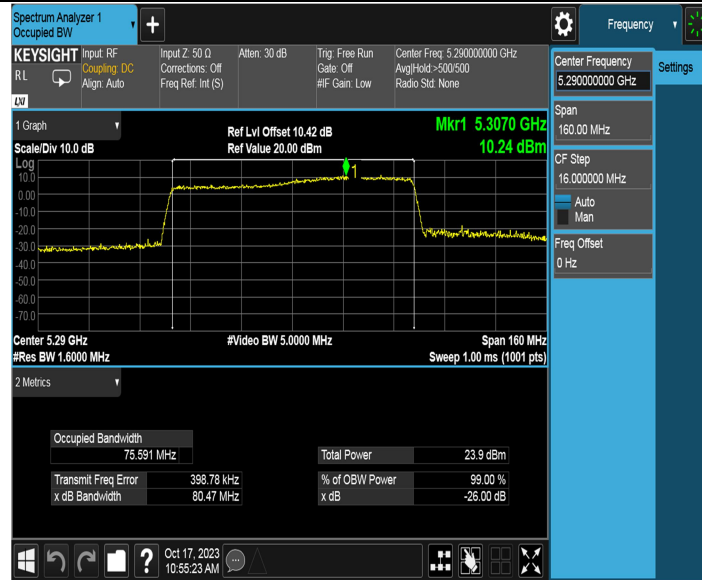 Spectrum Analyzer 1
Occupied BW
Frequency
KEYSIGHT
RL
LXI
Input: RF
Coupling: DC
Align: Auto
Input Z: 50 Ω
Corrections: Off
Freq Ref: Int (S)
Atten: 30 dB
Trig: Free Run
Gate: Off
#IF Gain: Low
Center Freq: 5.290000000 GHz
Avg|Hold:>500/500
Radio Std: None
Center Frequency
5.290000000 GHz
Settings
Span
160.00 MHz
CF Step
16.000000 MHz
Auto
Man
Freq Offset
0 Hz
1 Graph
Scale/Div 10.0 dB
Ref Lvl Offset 10.42 dB
Ref Value 20.00 dBm
Mkr1 5.3070 GHz
10.24 dBm
Log
10.0
0.00
-10.0
-20.0
-30.0
-40.0
-50.0
-60.0
-70.0
1
Center 5.29 GHz
#Res BW 1.6000 MHz
#Video BW 5.0000 MHz
Span 160 MHz
Sweep 1.00 ms (1001 pts)
2 Metrics
Occupied Bandwidth
75.591 MHz
Total Power 23.9 dBm
Transmit Freq Error 398.78 kHz
% of OBW Power 99.00 %
x dB Bandwidth 80.47 MHz
x dB -26.00 dB
?
Oct 17, 2023
10:55:23 AM